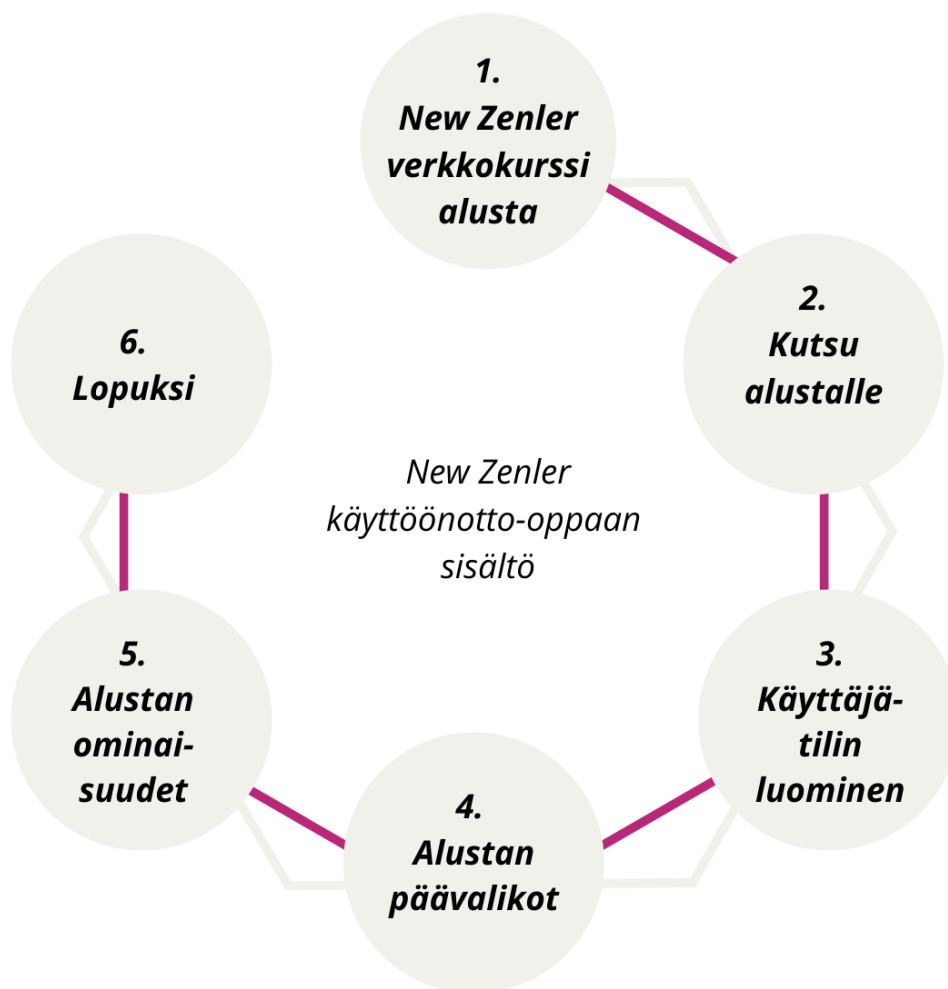 1.
New Zenler
verkkokurssi
alusta
2.
Kutsu
alustalle
3.
Käyttäjä-
tilin
luominen
4.
Alustan
päävalikot
5.
Alustan
ominai-
suudet
6.
Lopuksi
New Zenler
käyttöönotto-oppaan
sisältö